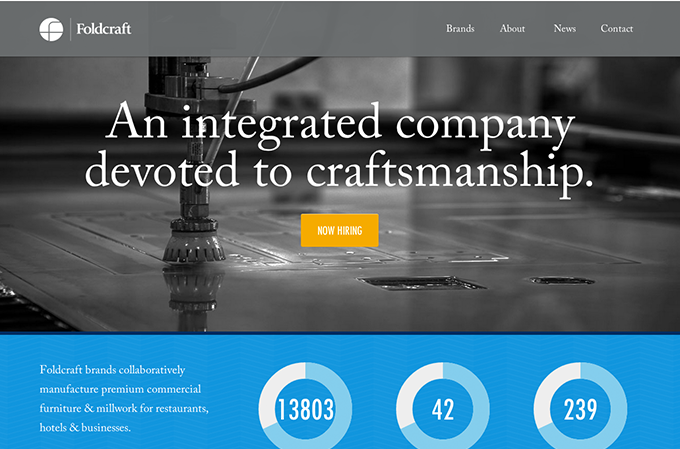 Foldcraft
Brands About News Contact
An integrated company
devoted to craftsmanship.
NOW HIRING
Foldcraft brands collaboratively
manufacture premium commercial
furniture & millwork for restaurants,
hotels & businesses.
13803 42 239